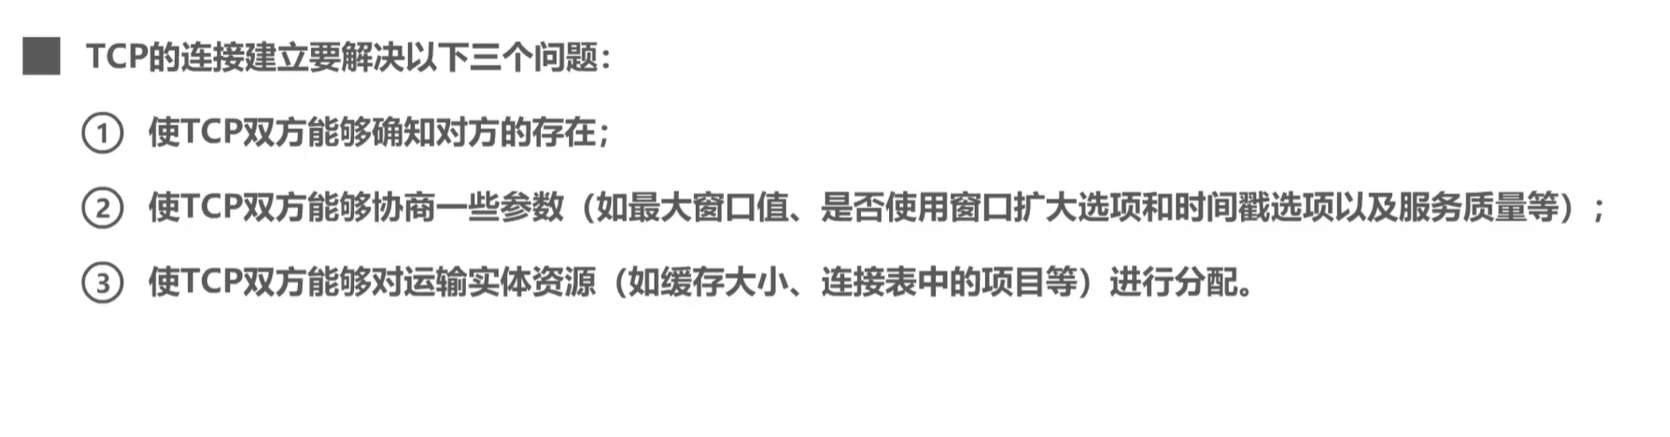 TCP的连接建立要解决以下三个问题：
① 使TCP双方能够确知对方的存在；
② 使TCP双方能够协商一些参数（如最大窗口值、是否使用窗口扩大选项和时间戳选项以及服务质量等）；
③ 使TCP双方能够对运输实体资源（如缓存大小、连接表中的项目等）进行分配。